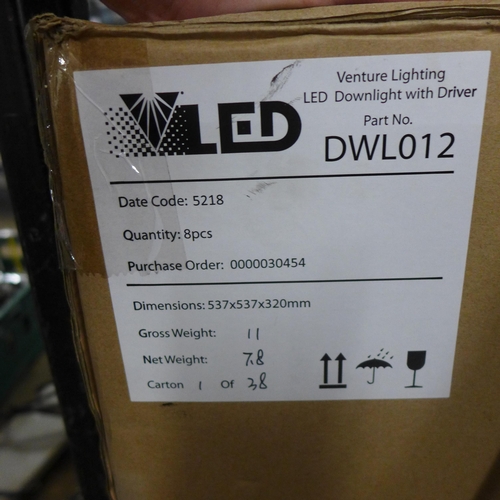 VLED
Venture Lighting
LED Downlight with Driver
Part No.
DWL012
Date Code: 5218
Quantity: 8pcs
Purchase Order: 0000030454
Dimensions: 537x537x320mm
Gross Weight: 11
Net Weight: 7.8
Carton 1 Of 38